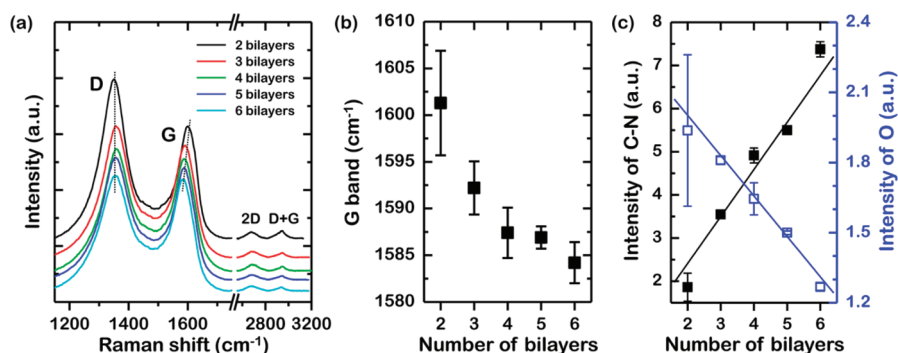 (a)
Intensity (a.u.)
D
G
2 bilayers
3 bilayers
4 bilayers
5 bilayers
6 bilayers
2D D+G
1200 1400 1600 2800 3200
Raman shift (cm⁻¹)
(b)
G band (cm⁻¹)
1610
1605
1600
1595
1590
1585
1580
2 3 4 5 6
Number of bilayers
(c)
Intensity of C-N (a.u.)
8
7
6
5
4
3
2
2 3 4 5 6
Number of bilayers
2.4
2.1
1.8
1.5
1.2
Intensity of O (a.u.)